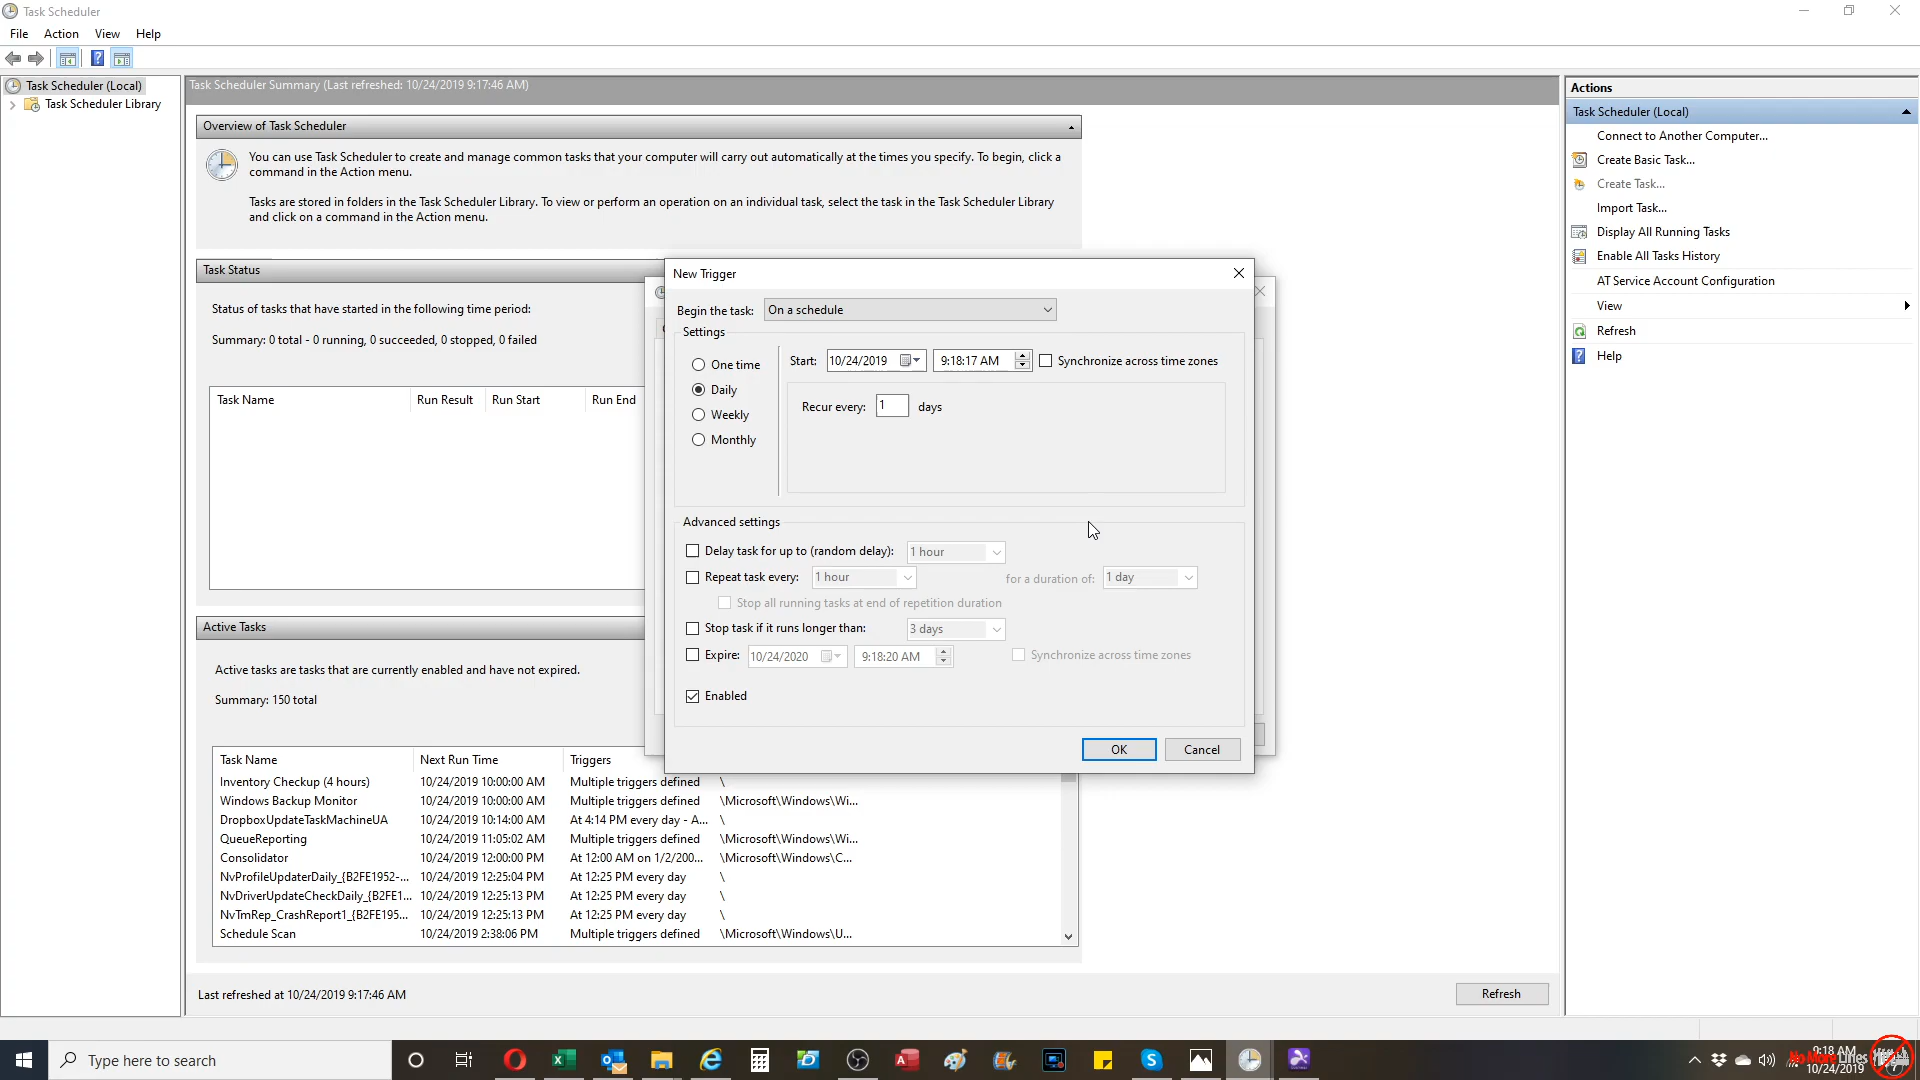 Task Scheduler
File Action View Help
Task Scheduler (Local)
Task Scheduler Library
Task Scheduler Summary (Last refreshed: 10/24/2019 9:17:46 AM)
Overview of Task Scheduler
You can use Task Scheduler to create and manage common tasks that your computer will carry out automatically at the times you specify. To begin, click a
command in the Action menu.
Tasks are stored in folders in the Task Scheduler Library. To view or perform an operation on an individual task, select the task in the Task Scheduler Library
and click on a command in the Action menu.
Task Status
Status of tasks that have started in the following time period:
Summary: 0 total - 0 running, 0 succeeded, 0 stopped, 0 failed
Task Name Run Result Run Start Run End
Active Tasks
Active tasks are tasks that are currently enabled and have not expired.
Summary: 150 total
Task Name Next Run Time Triggers
Inventory Checkup (4 hours) 10/24/2019 10:00:00 AM Multiple triggers defined \
Windows Backup Monitor 10/24/2019 10:00:00 AM Multiple triggers defined \Microsoft\Windows\Wi...
DropboxUpdateTaskMachineUA 10/24/2019 10:14:00 AM At 4:14 PM every day - A... \
QueueReporting 10/24/2019 11:05:02 AM Multiple triggers defined \Microsoft\Windows\Wi...
Consolidator 10/24/2019 12:00:00 PM At 12:00 AM on 1/2/200... \Microsoft\Windows\C...
NvProfileUpdaterDaily_{B2FE1952-... 10/24/2019 12:25:04 PM At 12:25 PM every day \
NvDriverUpdateCheckDaily_{B2FE1... 10/24/2019 12:25:13 PM At 12:25 PM every day \
NvTmRep_CrashReport1_{B2FE195... 10/24/2019 12:25:13 PM At 12:25 PM every day \
Schedule Scan 10/24/2019 2:38:06 PM Multiple triggers defined \Microsoft\Windows\U...
Last refreshed at 10/24/2019 9:17:46 AM
Refresh
New Trigger
Begin the task: On a schedule
Settings
One time
Daily
Weekly
Monthly
Start: 10/24/2019 9:18:17 AM Synchronize across time zones
Recur every: 1 days
Advanced settings
Delay task for up to (random delay): 1 hour
Repeat task every: 1 hour for a duration of: 1 day
Stop all running tasks at end of repetition duration
Stop task if it runs longer than: 3 days
Expire: 10/24/2020 9:18:20 AM Synchronize across time zones
Enabled
OK Cancel
Actions
Task Scheduler (Local)
Connect to Another Computer...
Create Basic Task...
Create Task...
Import Task...
Display All Running Tasks
Enable All Tasks History
AT Service Account Configuration
View
Refresh
Help
Type here to search
9:18 AM
No More Lines
10/24/2019